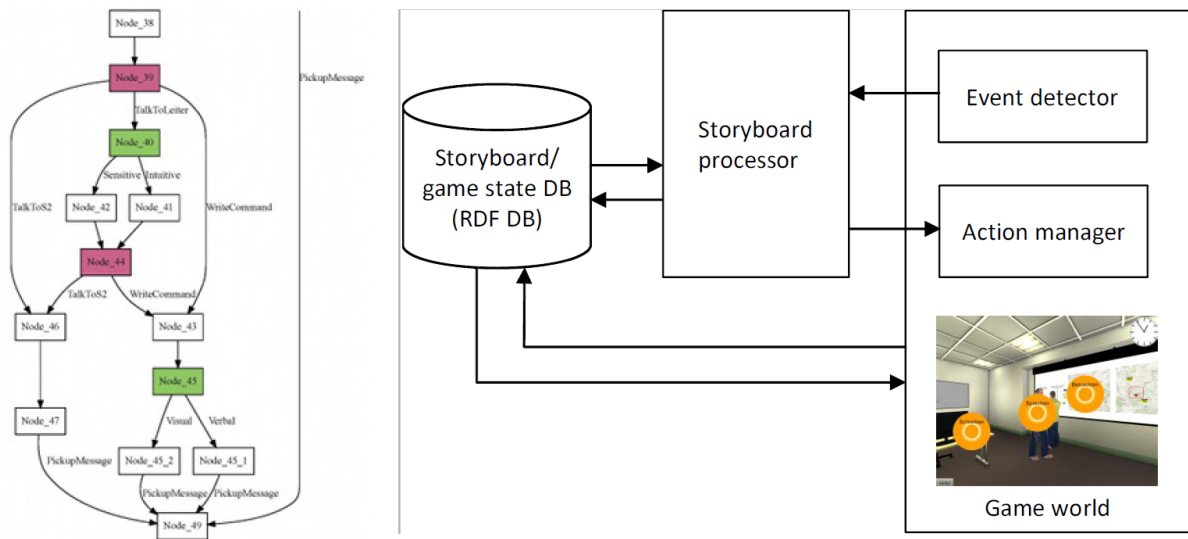 Node_38
Node_39
PickupMessage
TalkToLeiter
Node_40
Sensitive
Intuitive
Node_42
Node_41
TalkToS2
WriteCommand
Node_44
TalkToS2
WriteCommand
Node_46
Node_43
Node_45
Visual
Verbal
Node_47
Node_45_2
Node_45_1
PickupMessage
PickupMessage
PickupMessage
Node_49
Storyboard/
game state DB
(RDF DB)
Storyboard
processor
Event detector
Action manager
Game world